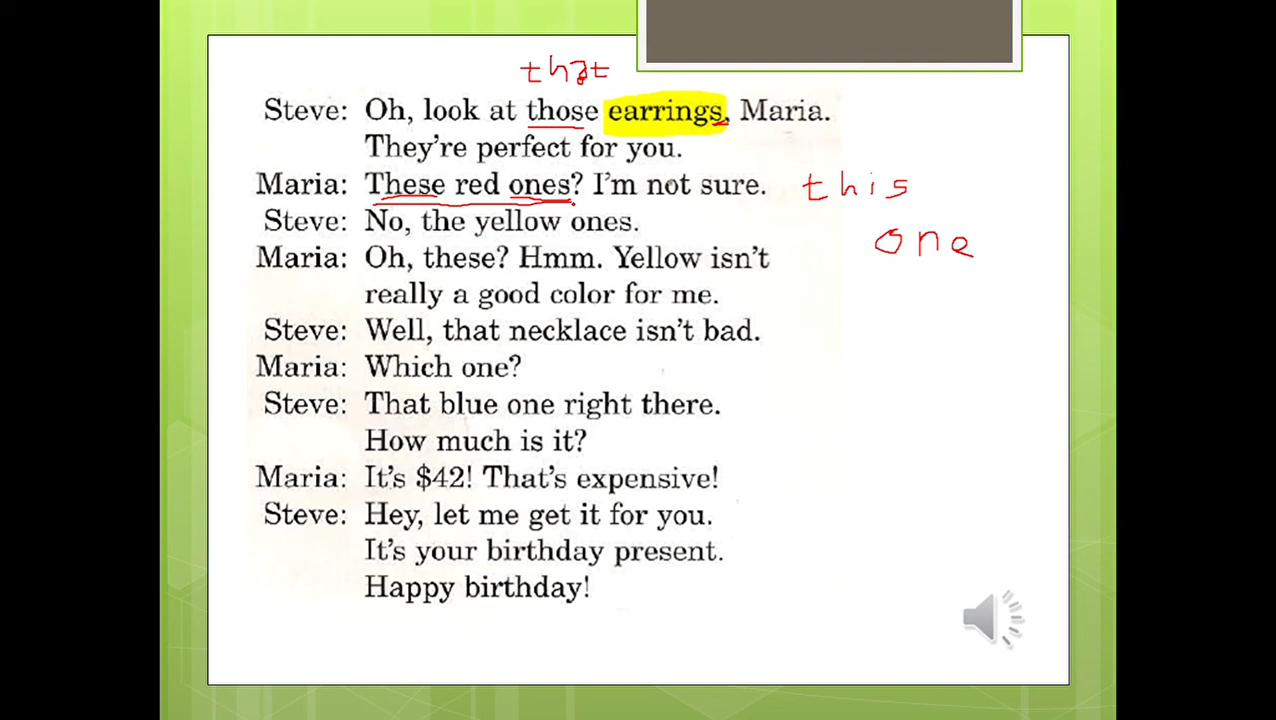 that
Steve: Oh, look at those earrings, Maria.
They're perfect for you.
Maria: These red ones? I'm not sure.
this
Steve: No, the yellow ones.
one
Maria: Oh, these? Hmm. Yellow isn't
really a good color for me.
Steve: Well, that necklace isn't bad.
Maria: Which one?
Steve: That blue one right there.
How much is it?
Maria: It's $42! That's expensive!
Steve: Hey, let me get it for you.
It's your birthday present.
Happy birthday!